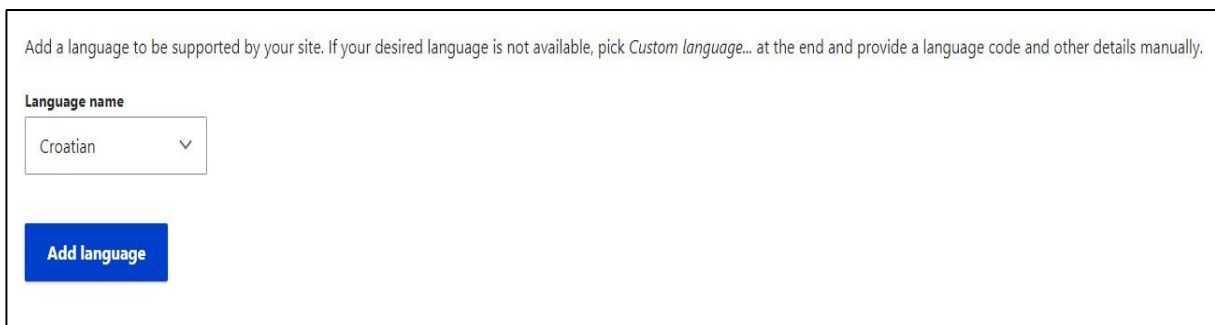 Add a language to be supported by your site. If your desired language is not available, pick Custom language... at the end and provide a language code and other details manually.
Language name
Croatian
Add language